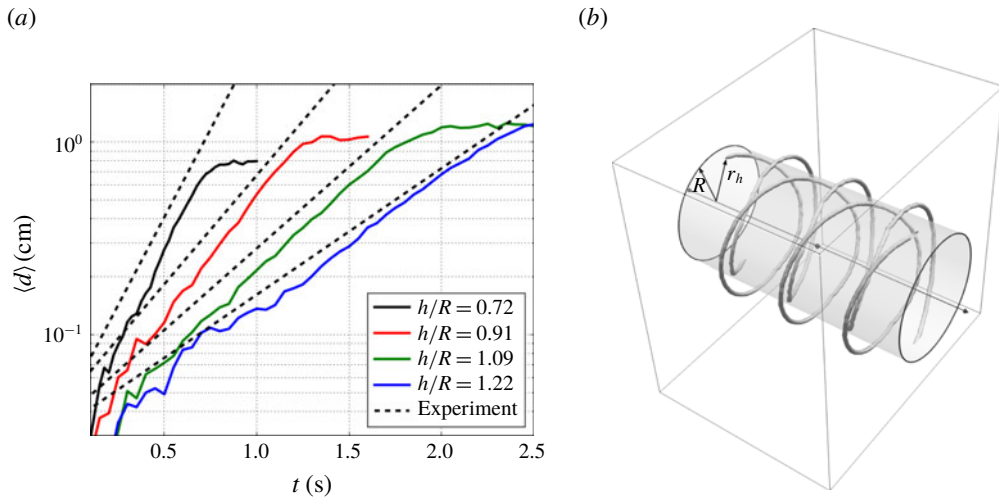 (a)
(b)
10^0
10^{-1}
⟨d⟩ (cm)
h/R = 0.72
h/R = 0.91
h/R = 1.09
h/R = 1.22
Experiment
0.5 1.0 1.5 2.0 2.5
t (s)
R
r_h